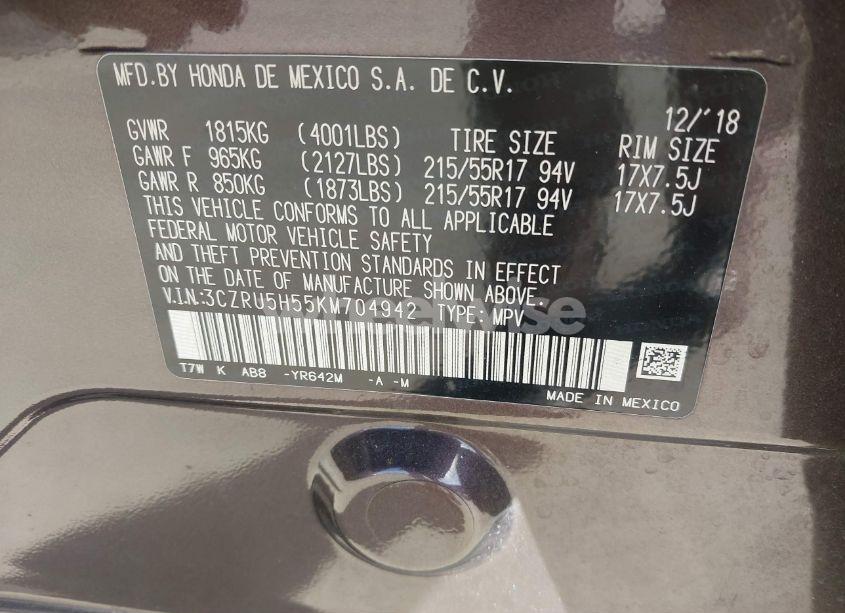 MFD.BY HONDA DE MEXICO S.A. DE C.V.
12/'18
GVWR 1815KG (4001LBS) TIRE SIZE RIM SIZE
GAWR F 965KG (2127LBS) 215/55R17 94V 17X7.5J
GAWR R 850KG (1873LBS) 215/55R17 94V 17X7.5J
THIS VEHICLE CONFORMS TO ALL APPLICABLE
FEDERAL MOTOR VEHICLE SAFETY
AND THEFT PREVENTION STANDARDS IN EFFECT
ON THE DATE OF MANUFACTURE SHOWN ABOVE.
V.I.N:3CZRU5H55KM704942 TYPE: MPV
T7W K AB8 -YR642M -A -M
MADE IN MEXICO